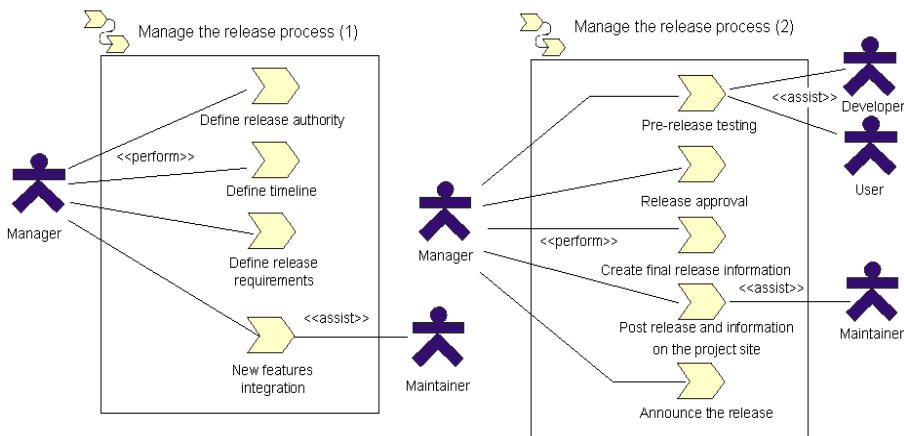 Manage the release process (1)
Define release authority
<<perform>>
Define timeline
Manager
Define release
requirements
<<assist>>
New features
integration
Maintainer
Manage the release process (2)
<<assist>>
Developer
Pre-release testing
User
Release approval
Manager
<<perform>>
Create final release information
<<assist>>
Post release and information
on the project site
Maintainer
Announce the release